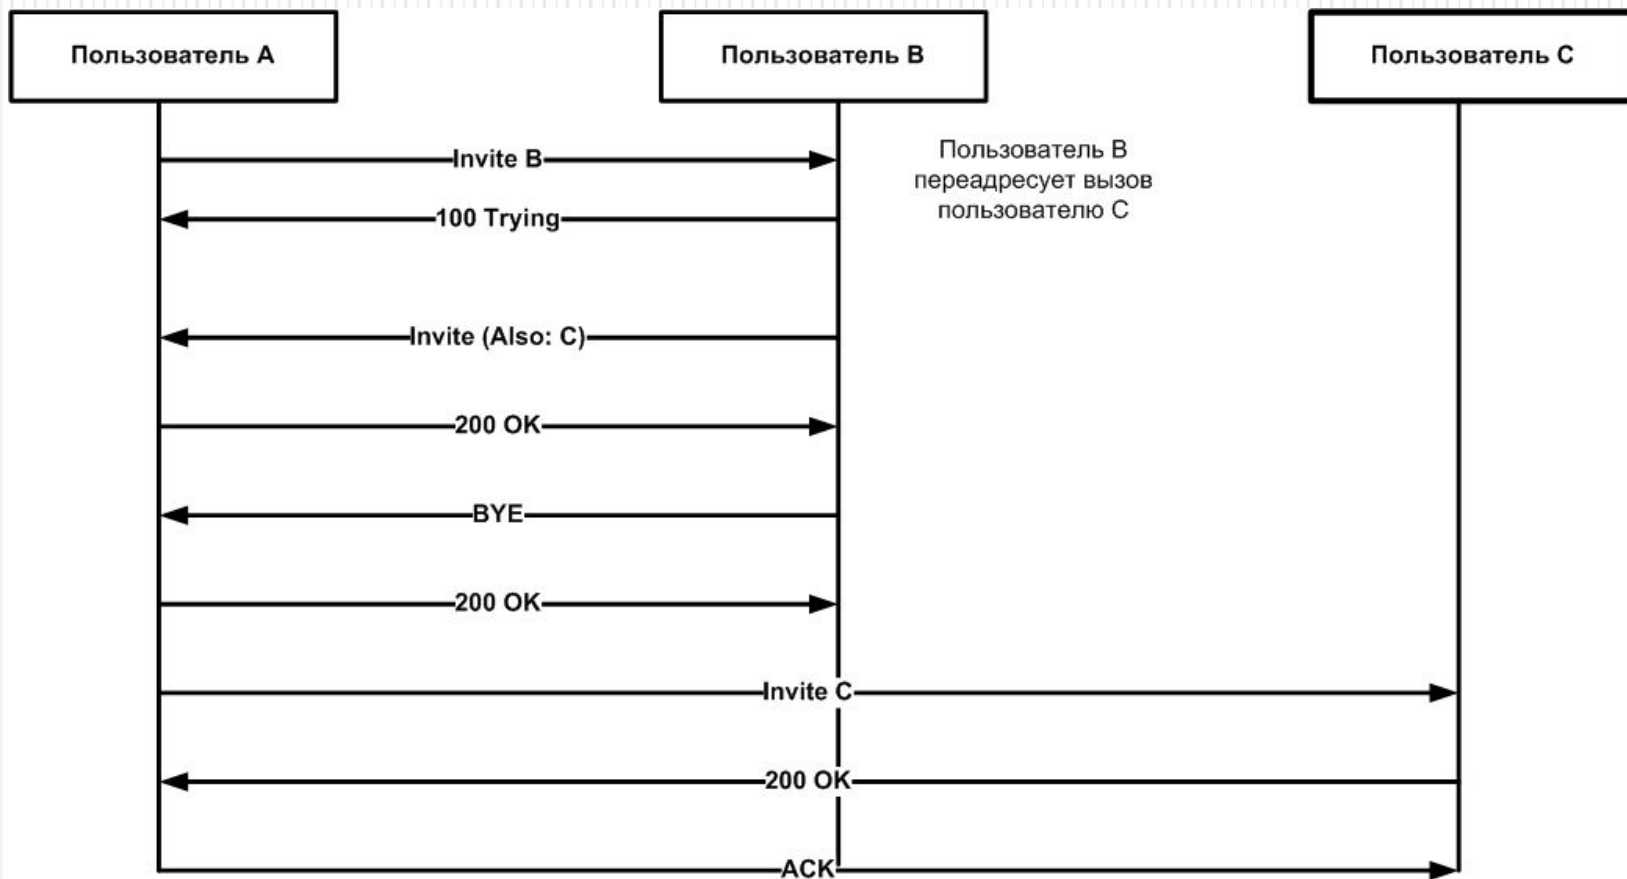 Пользователь А
Пользователь В
Пользователь С
Invite B
Пользователь В
переадресует вызов
пользователю С
100 Trying
Invite (Also: C)
200 OK
BYE
200 OK
Invite C
200 OK
ACK